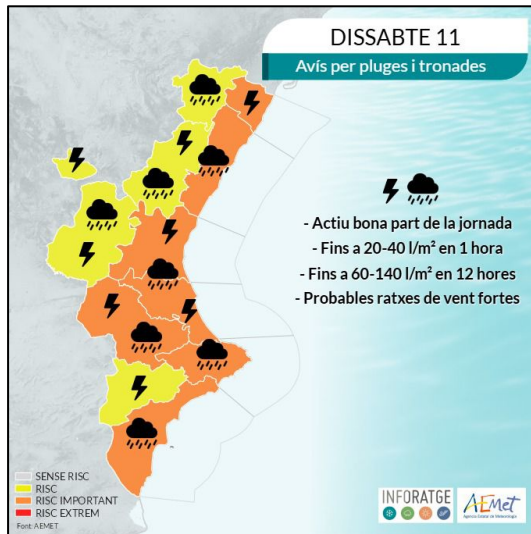 DISSABTE 11
Avís per pluges i tronades
- Actiu bona part de la jornada
- Fins a 20-40 l/m² en 1 hora
- Fins a 60-140 l/m² en 12 hores
- Probables ratxes de vent fortes
SENSE RISC
RISC
RISC IMPORTANT
RISC EXTREM
Font: AEMET
INFORATGE
AEmet
Agencia Estatal de Meteorología